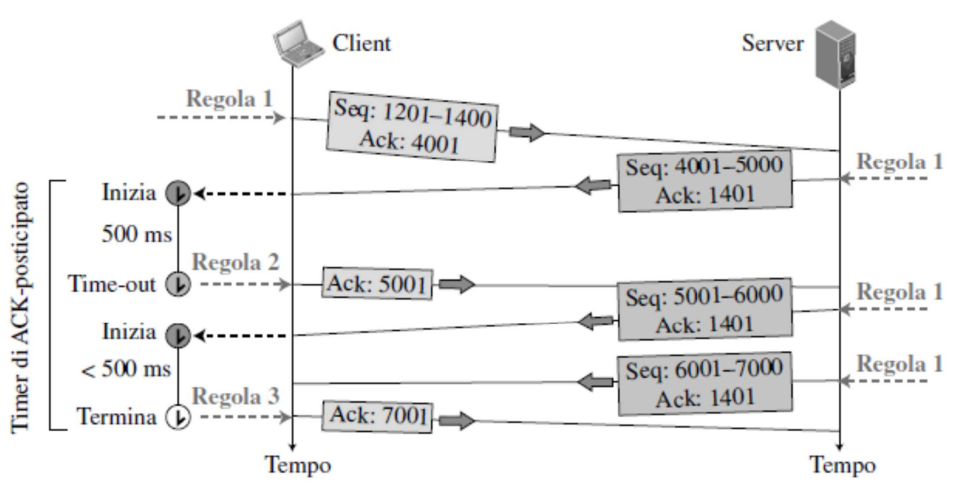 Client
Server
Regola 1
Seq: 1201–1400
Ack: 4001
Seq: 4001–5000
Ack: 1401
Regola 1
Timer di ACK-posticipato
Inizia
500 ms
Time-out
Regola 2
Ack: 5001
Seq: 5001–6000
Ack: 1401
Regola 1
Inizia
< 500 ms
Seq: 6001–7000
Ack: 1401
Regola 1
Termina
Regola 3
Ack: 7001
Tempo
Tempo